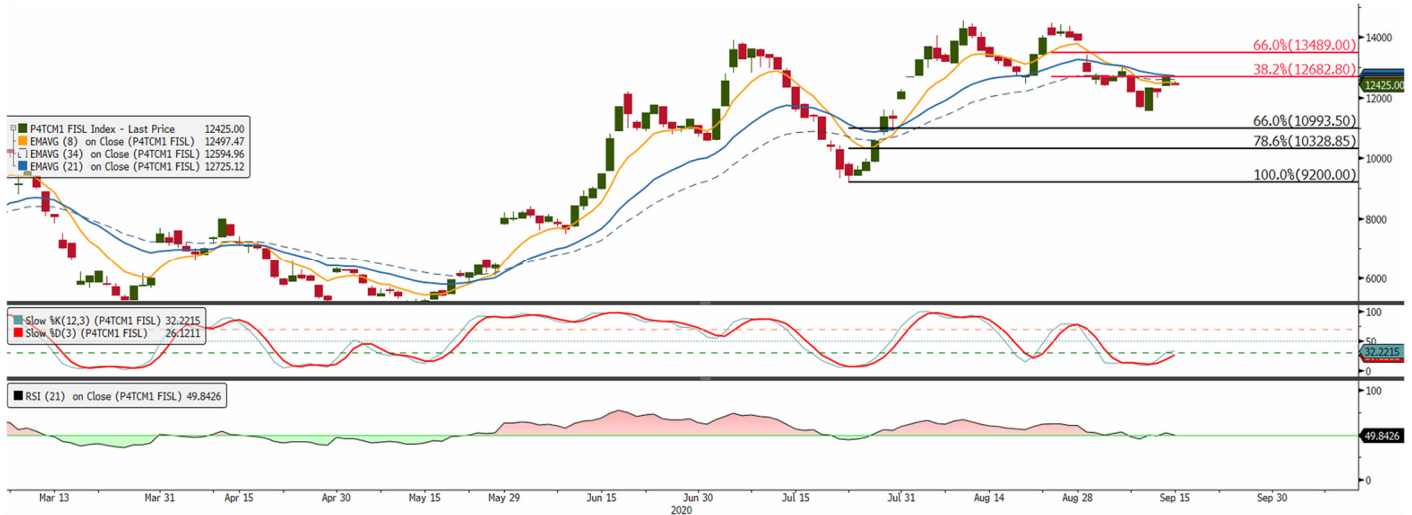 14000
66.0%(13489.00)
38.2%(12682.80)
12425.00
12000
66.0%(10993.50)
78.6%(10328.85)
10000
100.0%(9200.00)
8000
6000
P4TCM1 FISL Index - Last Price 12425.00
EMAVG (8) on Close (P4TCM1 FISL) 12497.47
EMAVG (34) on Close (P4TCM1 FISL) 12594.96
EMAVG (21) on Close (P4TCM1 FISL) 12725.12
Slow %K(12,3) (P4TCM1 FISL) 32.2215
Slow %D(3) (P4TCM1 FISL) 26.1211
100
50
32.2215
0
RSI (21) on Close (P4TCM1 FISL) 49.8426
100
49.8426
0
Mar 13 Mar 31 Apr 15 Apr 30 May 15 May 29 Jun 15 Jun 30 Jul 15 Jul 31 Aug 14 Aug 28 Sep 15 Sep 30
2020